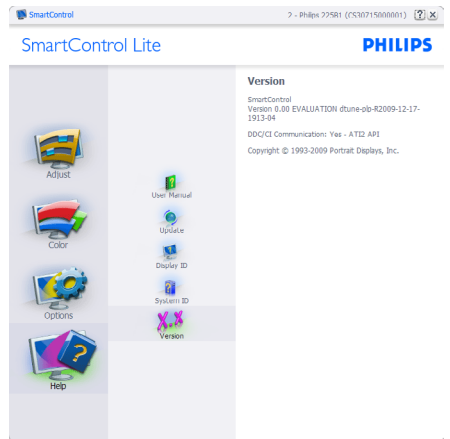 SmartControl
2 - Philips 225B1 (CS30715000001)
SmartControl Lite
PHILIPS
Adjust
Color
Options
Help
User Manual
Update
Display ID
System ID
X.X
Version
Version
SmartControl
Version 0.00 EVALUATION dtune-plp-R2009-12-17-
1913-04
DDC/CI Communication: Yes - ATI2 API
Copyright © 1993-2009 Portrait Displays, Inc.